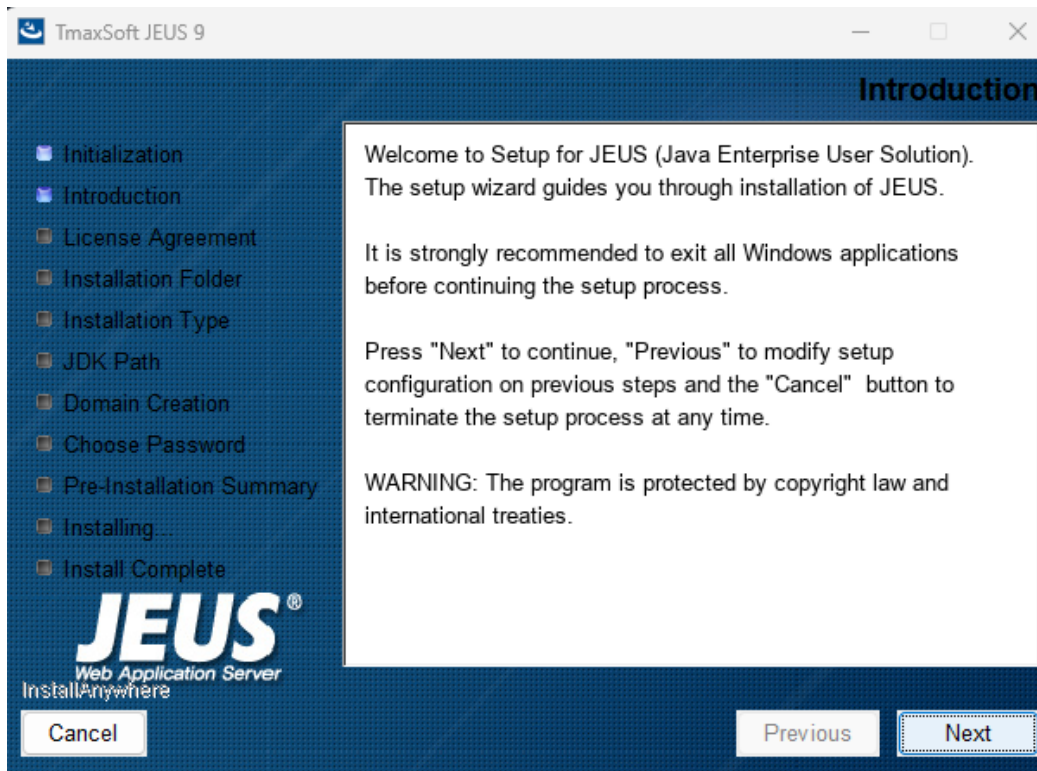 TmaxSoft JEUS 9
Introduction
Initialization
Introduction
License Agreement
Installation Folder
Installation Type
JDK Path
Domain Creation
Choose Password
Pre-Installation Summary
Installing...
Install Complete
Welcome to Setup for JEUS (Java Enterprise User Solution).
The setup wizard guides you through installation of JEUS.
It is strongly recommended to exit all Windows applications
before continuing the setup process.
Press "Next" to continue, "Previous" to modify setup
configuration on previous steps and the "Cancel"  button to
terminate the setup process at any time.
WARNING: The program is protected by copyright law and
international treaties.
JEUS®
Web Application Server
InstallAnywhere
Cancel
Previous
Next